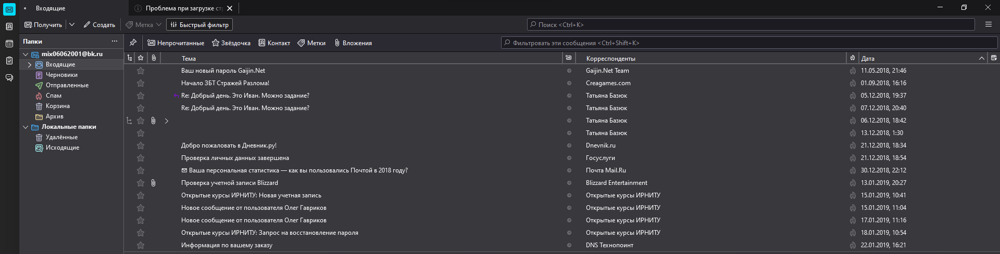 Входящие
Проблема при загрузке ст
Получить Создать Метка Быстрый фильтр Поиск <Ctrl+K>
Папки ...
Непрочитанные Звёздочка Контакт Метки Вложения Фильтровать эти сообщения <Ctrl+Shift+K>
mix06062001@bk.ru
Входящие
Черновики
Отправленные
Спам
Корзина
Архив
Локальные папки
Удалённые
Исходящие
Тема Корреспонденты Дата
Ваш новый пароль Gaijin.Net Gaijin.Net Team 11.05.2018, 21:46
Начало ЗБТ Стражей Разлома! Creagames.com 01.09.2018, 16:16
Re: Добрый день. Это Иван. Можно задание? Татьяна Базюк 05.12.2018, 19:37
Re: Добрый день. Это Иван. Можно задание? Татьяна Базюк 07.12.2018, 20:40
Татьяна Базюк 06.12.2018, 18:42
Татьяна Базюк 13.12.2018, 1:30
Добро пожаловать в Дневник.ру! Dnevnik.ru 21.12.2018, 18:34
Проверка личных данных завершена Госуслуги 21.12.2018, 18:54
Ваша персональная статистика — как вы пользовались Почтой в 2018 году? Почта Mail.Ru 30.12.2018, 22:12
Проверка учетной записи Blizzard Blizzard Entertainment 13.01.2019, 20:27
Открытые курсы ИРНИТУ: Новая учетная запись Открытые курсы ИРНИТУ 15.01.2019, 10:41
Новое сообщение от пользователя Олег Гавриков Открытые курсы ИРНИТУ 15.01.2019, 11:04
Новое сообщение от пользователя Олег Гавриков Открытые курсы ИРНИТУ 17.01.2019, 11:16
Открытые курсы ИРНИТУ: Запрос на восстановление пароля Открытые курсы ИРНИТУ 18.01.2019, 10:54
Информация по вашему заказу DNS Технопоинт 22.01.2019, 16:21